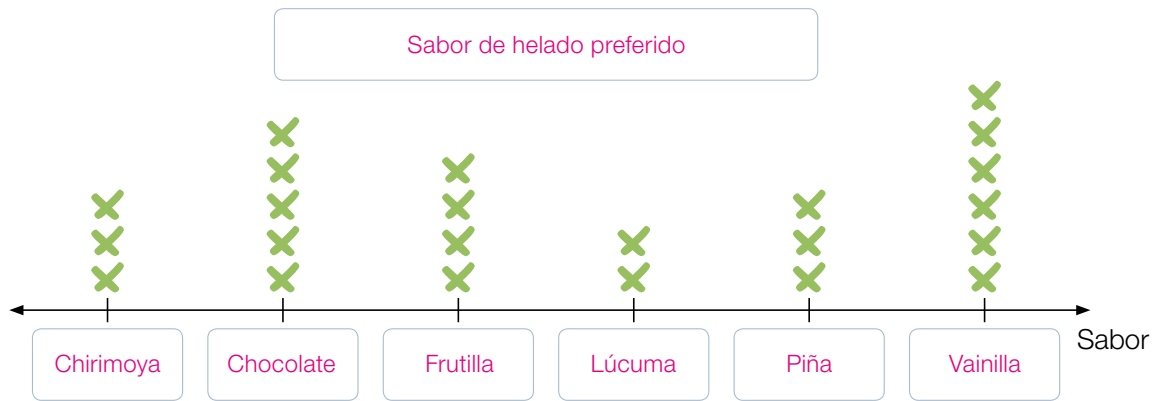 Sabor de helado preferido
Sabor
Chirimoya
Chocolate
Frutilla
Lúcuma
Piña
Vainilla